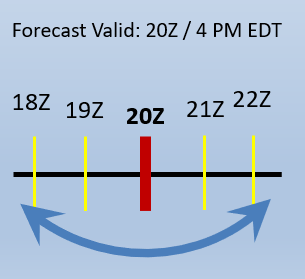 Forecast Valid: 20Z / 4 PM EDT
18Z 19Z 20Z 21Z 22Z